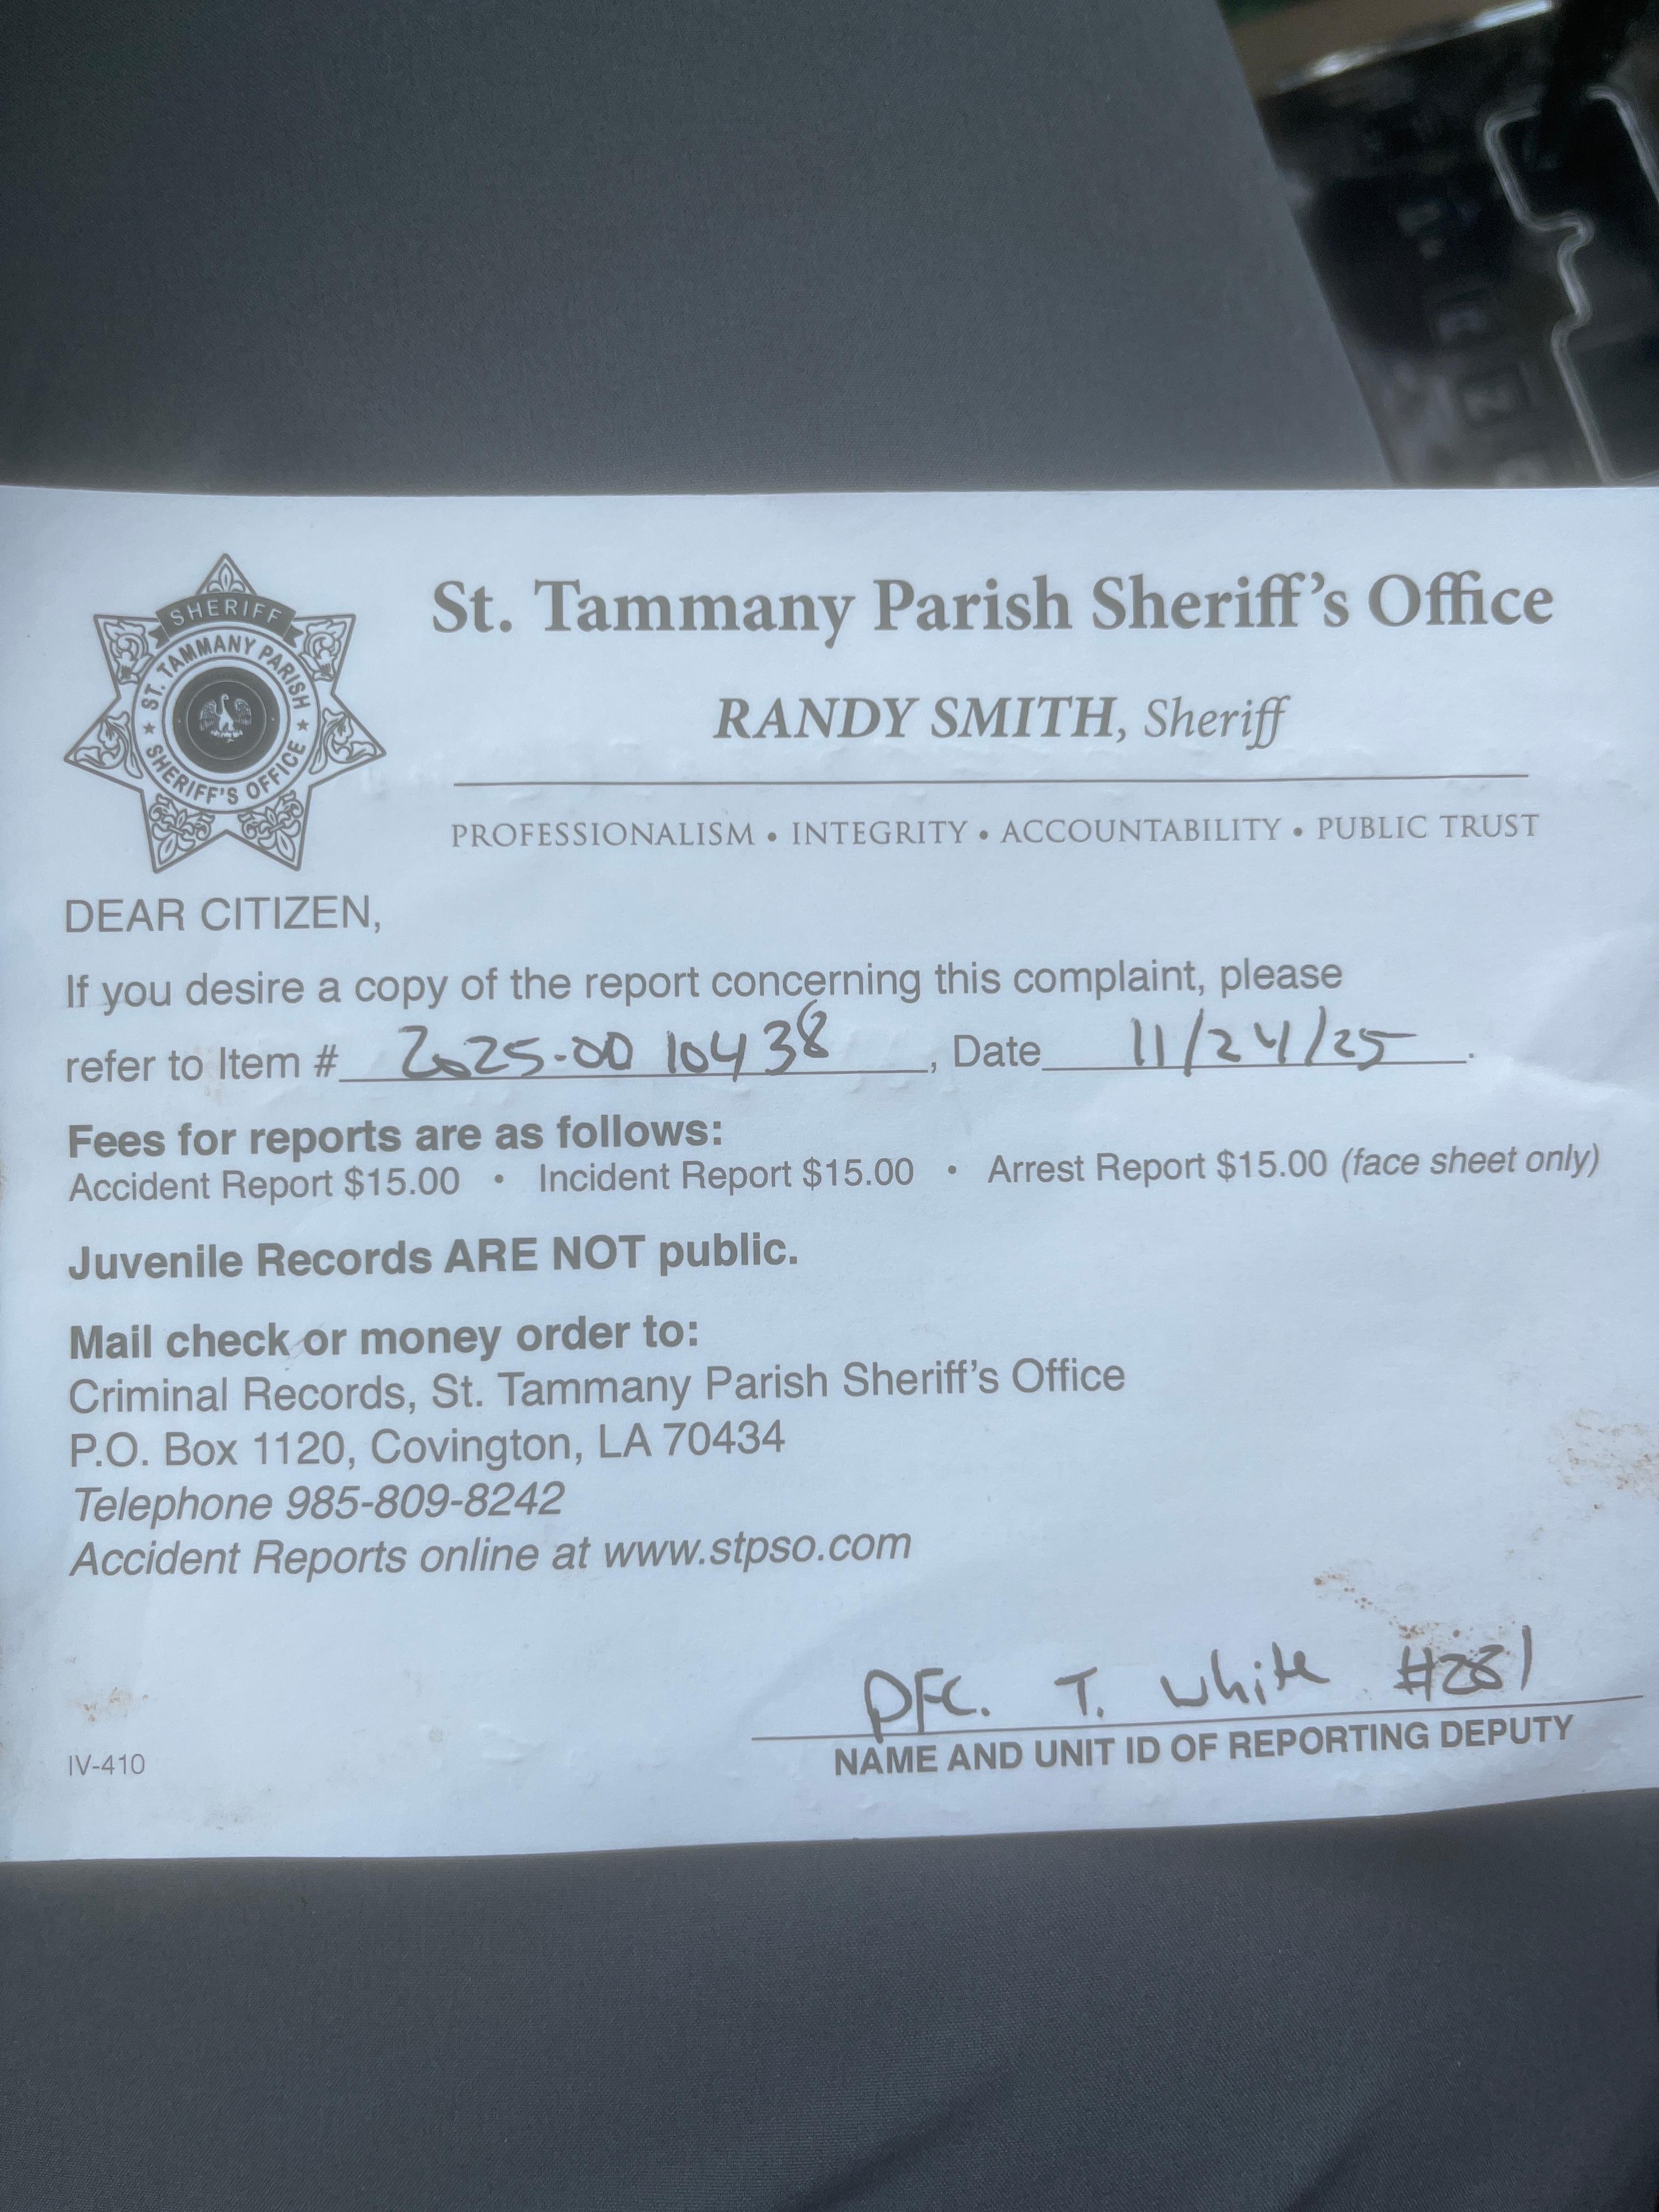 SHERIFF
ST. TAMMANY PARISH
SHERIFF'S OFFICE
St. Tammany Parish Sheriff's Office
RANDY SMITH, Sheriff
PROFESSIONALISM • INTEGRITY • ACCOUNTABILITY • PUBLIC TRUST
DEAR CITIZEN,
If you desire a copy of the report concerning this complaint, please
refer to Item # 2025-00 10438, Date 11/24/25.
Fees for reports are as follows:
Accident Report $15.00 • Incident Report $15.00 • Arrest Report $15.00 (face sheet only)
Juvenile Records ARE NOT public.
Mail check or money order to:
Criminal Records, St. Tammany Parish Sheriff's Office
P.O. Box 1120, Covington, LA 70434
Telephone 985-809-8242
Accident Reports online at www.stpso.com
DFC. T. White #281
IV-410
NAME AND UNIT ID OF REPORTING DEPUTY